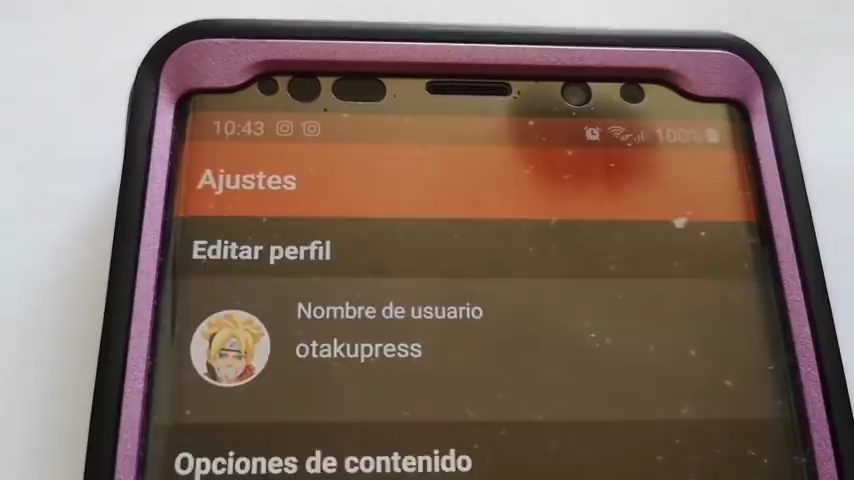 10:43 100%
Ajustes
Editar perfil
Nombre de usuario
otakupress
Opciones de contenido